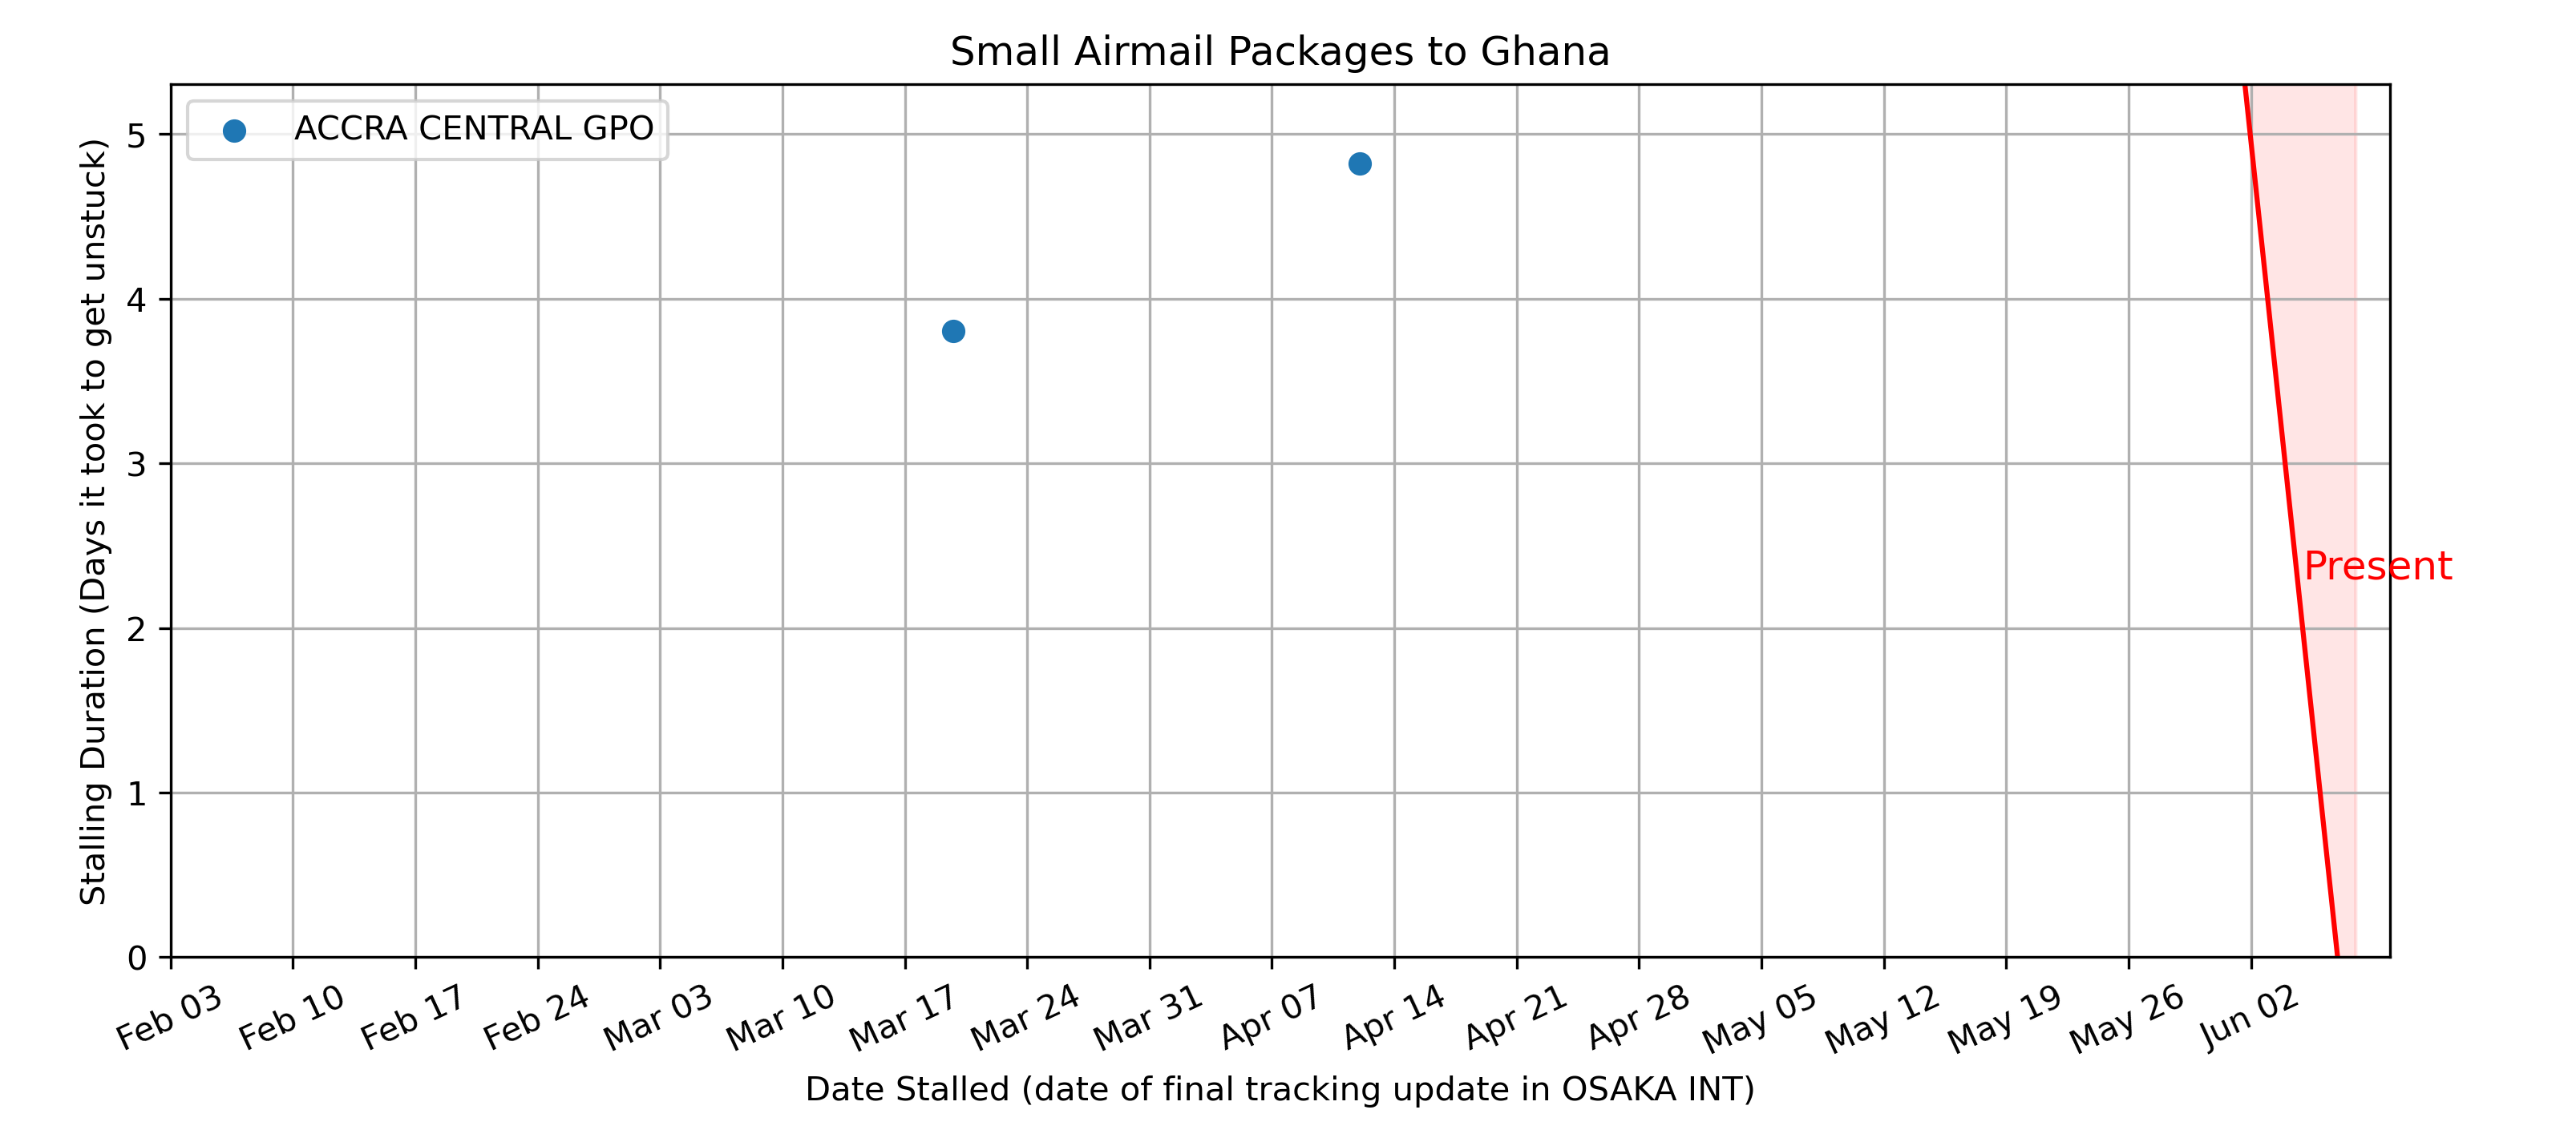 Small Airmail Packages to Ghana
ACCRA CENTRAL GPO
Stalling Duration (Days it took to get unstuck)
5
4
3
2
1
0
Present
Feb 03
Feb 10
Feb 17
Feb 24
Mar 03
Mar 10
Mar 17
Mar 24
Mar 31
Apr 07
Apr 14
Apr 21
Apr 28
May 05
May 12
May 19
May 26
Jun 02
Date Stalled (date of final tracking update in OSAKA INT)